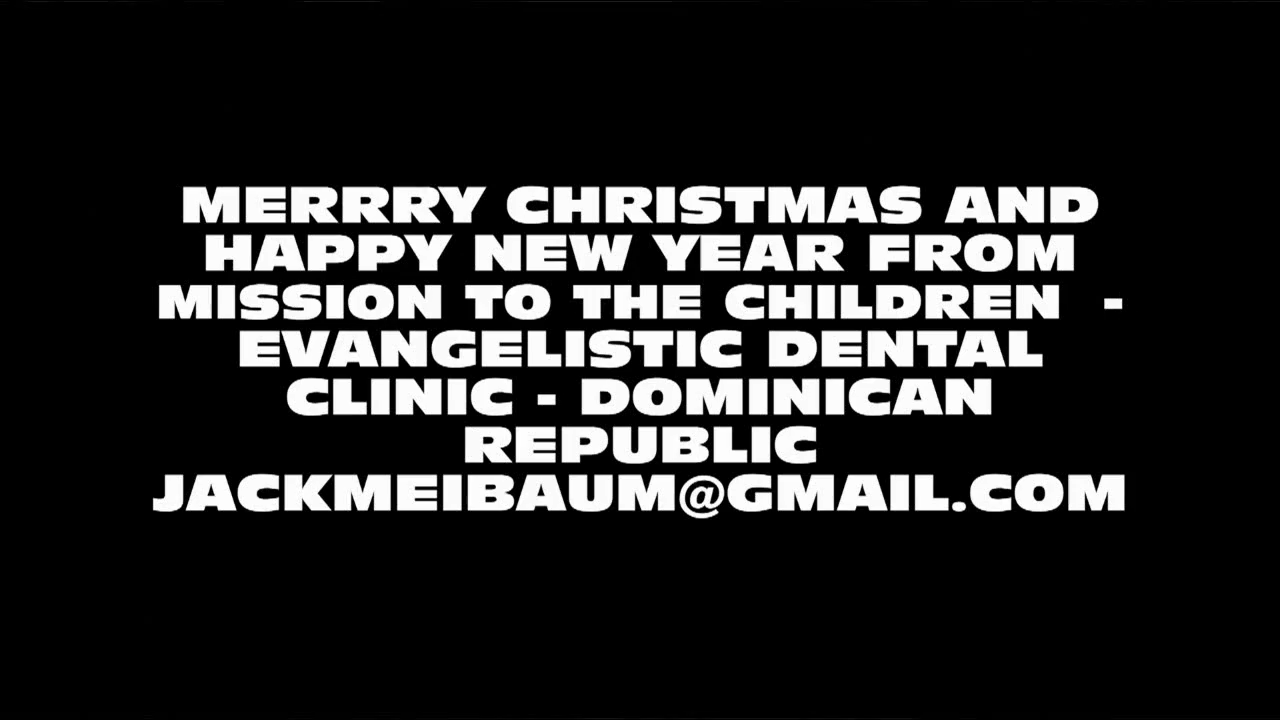 MERRRY CHRISTMAS AND
HAPPY NEW YEAR FROM
MISSION TO THE CHILDREN  -
EVANGELISTIC DENTAL
CLINIC - DOMINICAN
REPUBLIC
JACKMEIBAUM@GMAIL.COM